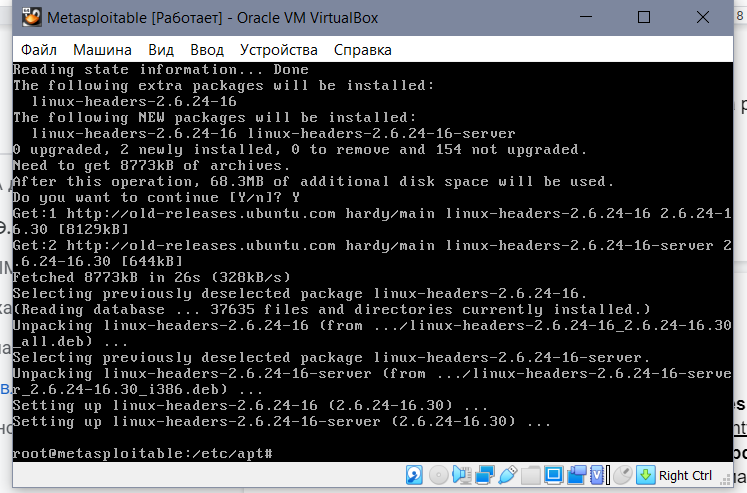 Metasploitable [Работает] - Oracle VM VirtualBox
Файл Машина Вид Ввод Устройства Справка
Reading state information... Done
The following extra packages will be installed:
  linux-headers-2.6.24-16
The following NEW packages will be installed:
  linux-headers-2.6.24-16 linux-headers-2.6.24-16-server
0 upgraded, 2 newly installed, 0 to remove and 154 not upgraded.
Need to get 8773kB of archives.
After this operation, 68.3MB of additional disk space will be used.
Do you want to continue [Y/n]? Y
Get:1 http://old-releases.ubuntu.com hardy/main linux-headers-2.6.24-16 2.6.24-1
6.30 [8129kB]
Get:2 http://old-releases.ubuntu.com hardy/main linux-headers-2.6.24-16-server 2
.6.24-16.30 [644kB]
Fetched 8773kB in 26s (328kB/s)
Selecting previously deselected package linux-headers-2.6.24-16.
(Reading database ... 37635 files and directories currently installed.)
Unpacking linux-headers-2.6.24-16 (from .../linux-headers-2.6.24-16_2.6.24-16.30
_all.deb) ...
Selecting previously deselected package linux-headers-2.6.24-16-server.
Unpacking linux-headers-2.6.24-16-server (from .../linux-headers-2.6.24-16-serve
r_2.6.24-16.30_i386.deb) ...
Setting up linux-headers-2.6.24-16 (2.6.24-16.30) ...
Setting up linux-headers-2.6.24-16-server (2.6.24-16.30) ...
root@metasploitable:/etc/apt#
Right Ctrl